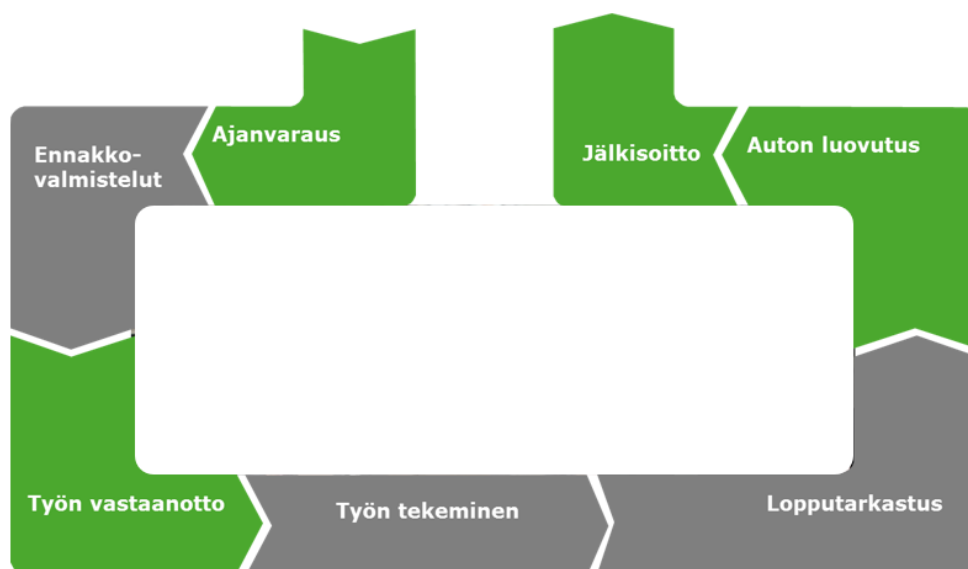 Ajanvaraus
Ennakko-
valmistelut
Työn vastaanotto
Työn tekeminen
Lopputarkastus
Auton luovutus
Jälkisoitto